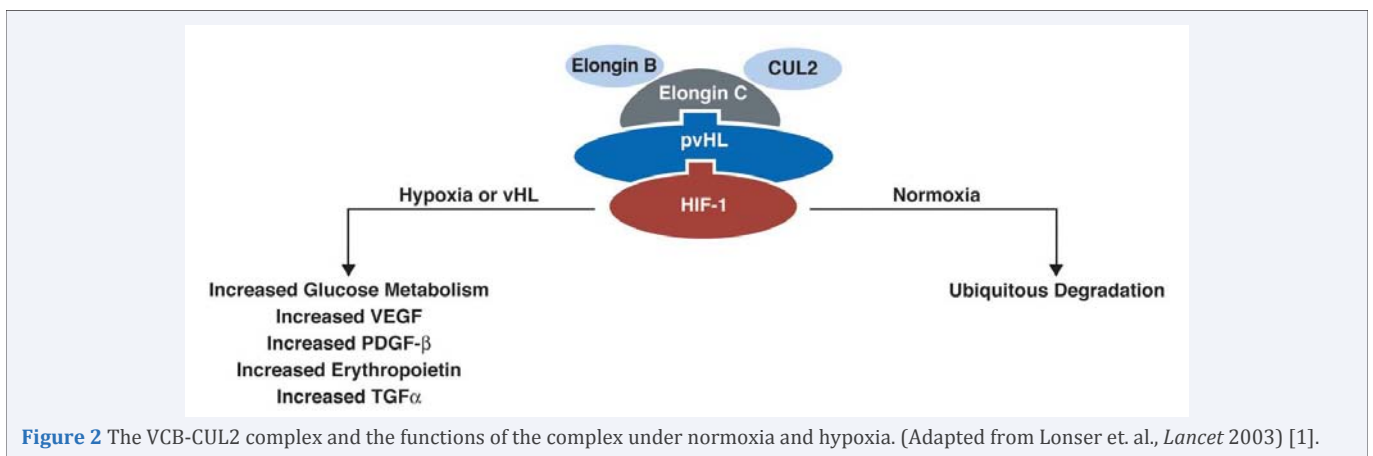 Elongin B
CUL2
Elongin C
pvHL
Hypoxia or vHL
HIF-1
Normoxia
Increased Glucose Metabolism
Increased VEGF
Increased PDGF-β
Increased Erythropoietin
Increased TGFα
Ubiquitous Degradation
Figure 2 The VCB-CUL2 complex and the functions of the complex under normoxia and hypoxia. (Adapted from Lonser et. al., Lancet 2003) [1].